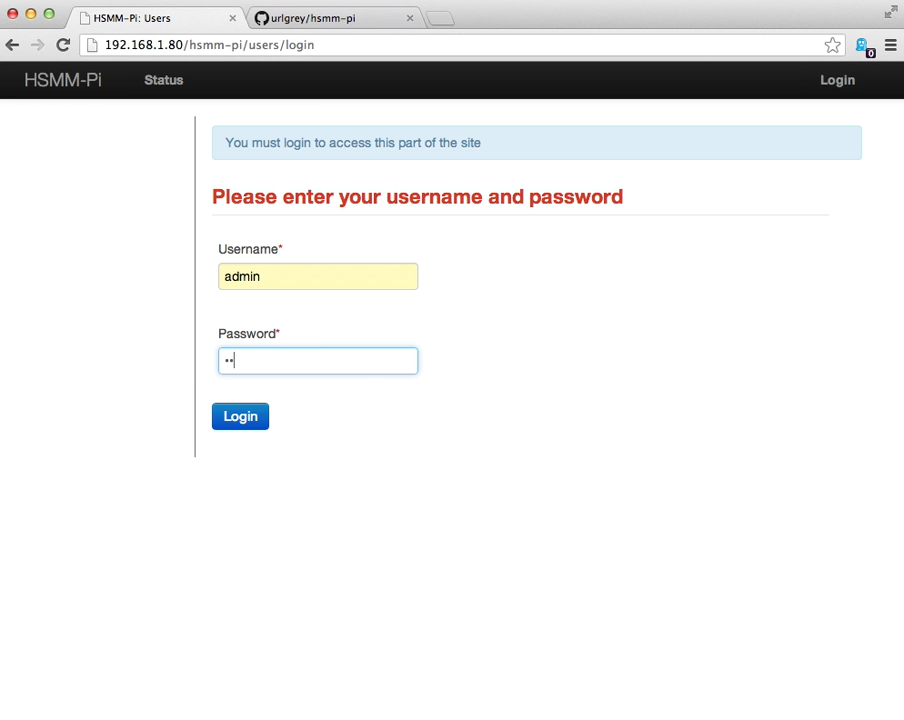 HSMM-Pi: Users
urlgrey/hsmm-pi
192.168.1.80/hsmm-pi/users/login
0
HSMM-Pi Status Login
You must login to access this part of the site
Please enter your username and password
Username*
admin
Password*
••
Login